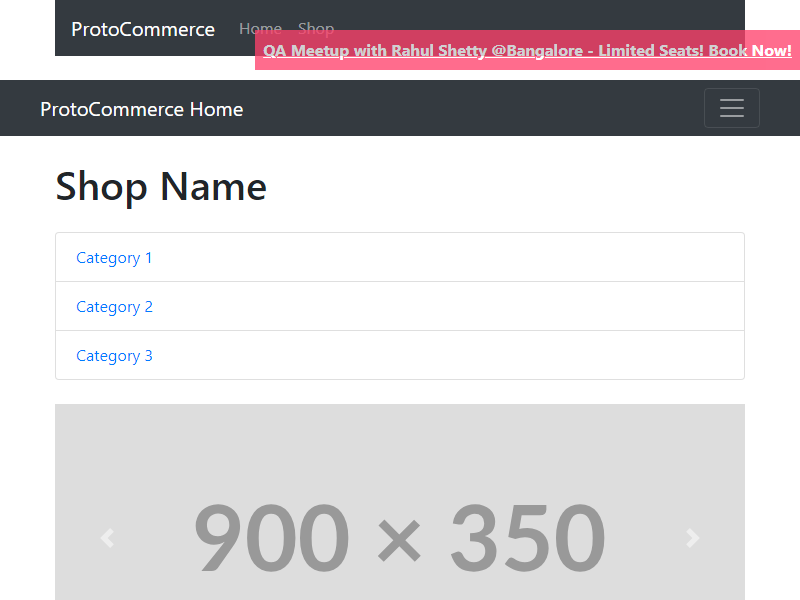 ProtoCommerce Home Shop
QA Meetup with Rahul Shetty @Bangalore - Limited Seats! Book Now!
ProtoCommerce Home
Shop Name
Category 1
Category 2
Category 3
900 × 350